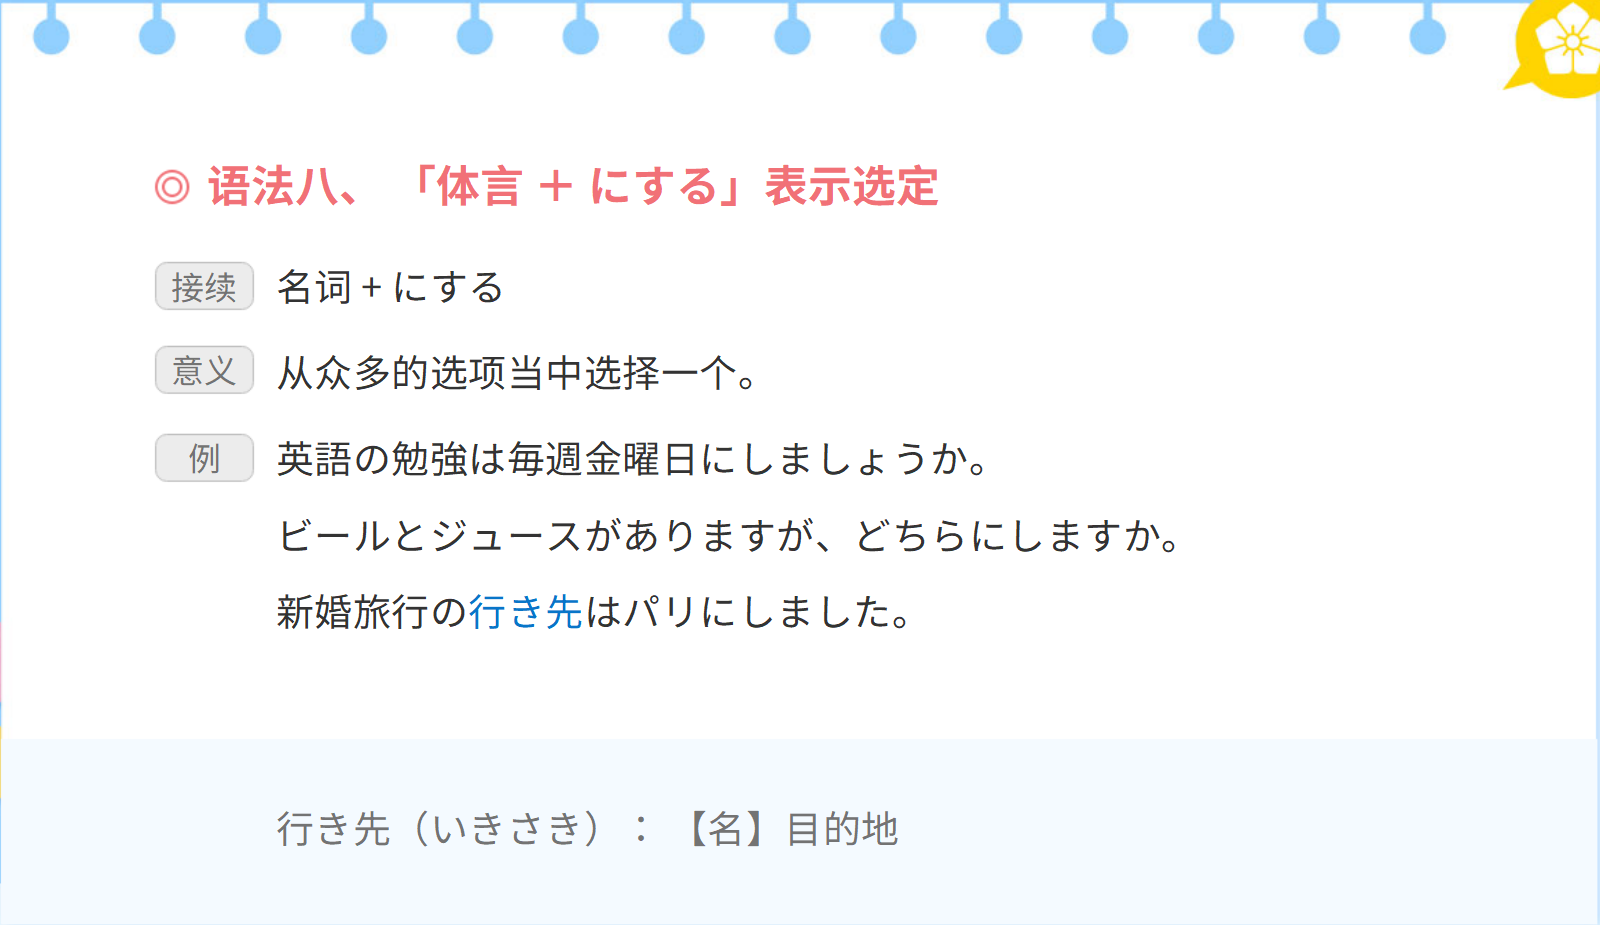 ◎ 语法八、「体言 + にする」表示选定
接续 名词 + にする
意义 从众多的选项当中选择一个。
例 英語の勉強は毎週金曜日にしましょうか。
ビールとジュースがありますが、どちらにしますか。
新婚旅行の行き先はパリにしました。
行き先（いきさき）：【名】目的地